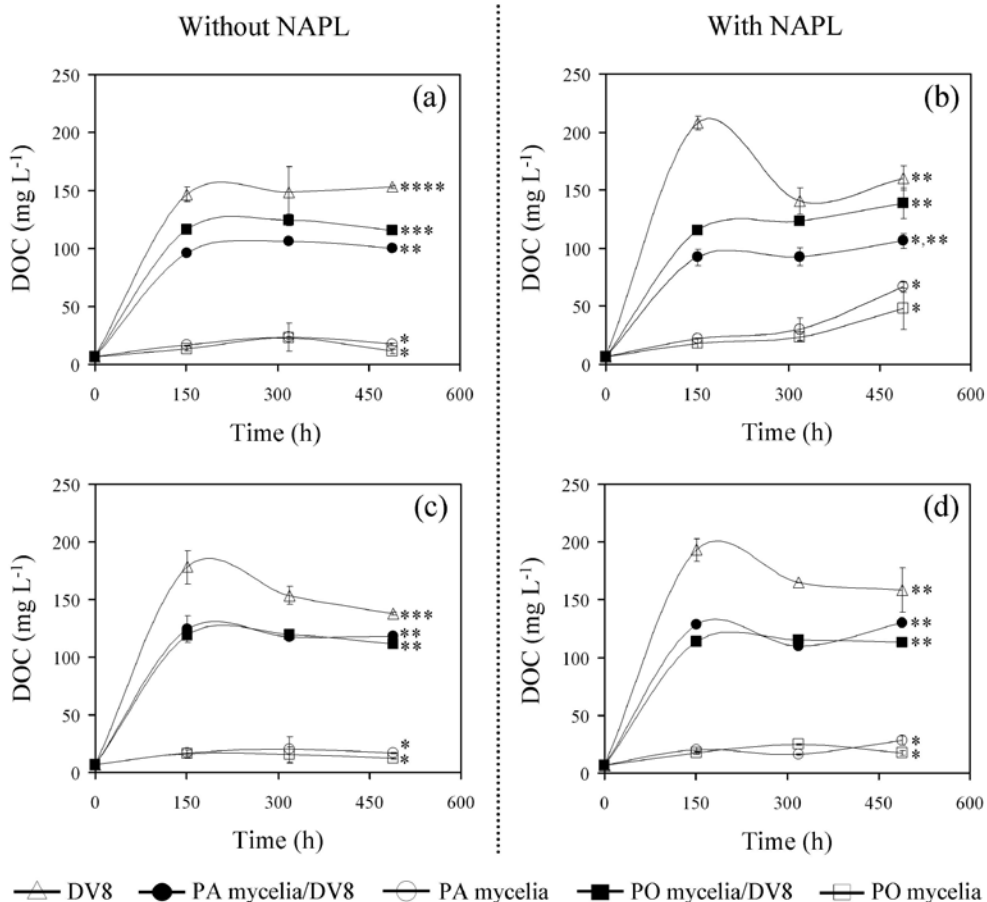 Without NAPL
With NAPL
(a)
250
200
150
100
50
0
DOC (mg L⁻¹)
****
***
**
*
*
0 150 300 450 600
Time (h)
(b)
250
200
150
100
50
0
DOC (mg L⁻¹)
**
**
*,**
*
*
0 150 300 450 600
Time (h)
(c)
250
200
150
100
50
0
DOC (mg L⁻¹)
***
**
**
*
*
0 150 300 450 600
Time (h)
(d)
250
200
150
100
50
0
DOC (mg L⁻¹)
**
**
**
*
*
0 150 300 450 600
Time (h)
DV8 PA mycelia/DV8 PA mycelia PO mycelia/DV8 PO mycelia